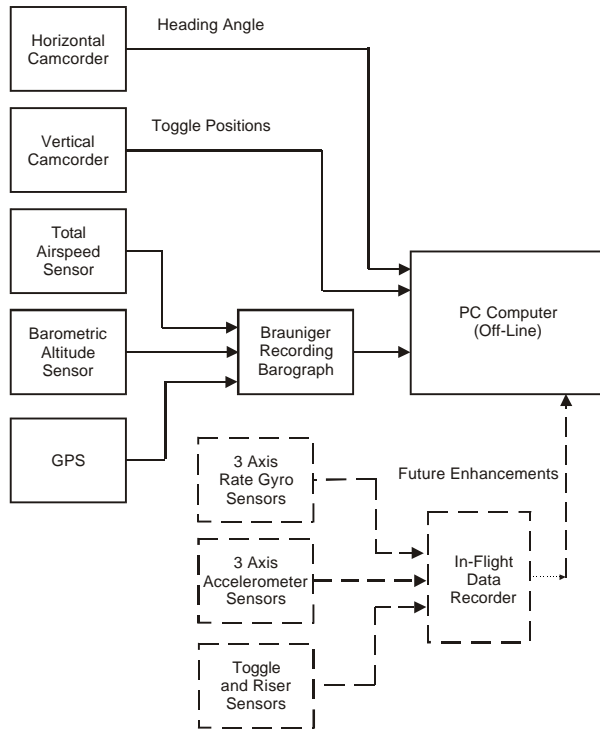 Horizontal
Camcorder
Heading Angle
Vertical
Camcorder
Toggle Positions
Total
Airspeed
Sensor
Barometric
Altitude
Sensor
GPS
Brauniger
Recording
Barograph
PC Computer
(Off-Line)
3 Axis
Rate Gyro
Sensors
3 Axis
Accelerometer
Sensors
Toggle
and Riser
Sensors
Future Enhancements
In-Flight
Data
Recorder